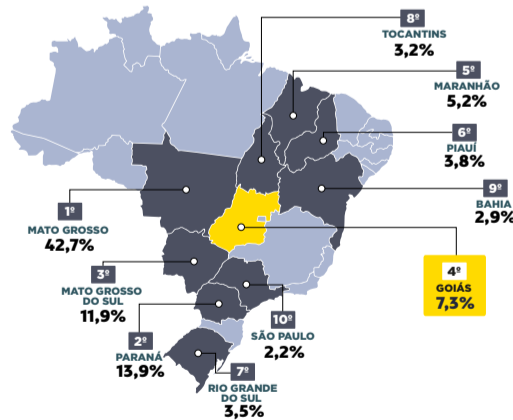 8º
TOCANTINS
3,2%
5º
MARANHÃO
5,2%
6º
PIAUÍ
3,8%
9º
BAHIA
2,9%
1º
MATO GROSSO
42,7%
4º
GOIÁS
7,3%
3º
MATO GROSSO
DO SUL
11,9%
10º
SÃO PAULO
2,2%
2º
PARANÁ
13,9%
7º
RIO GRANDE
DO SUL
3,5%